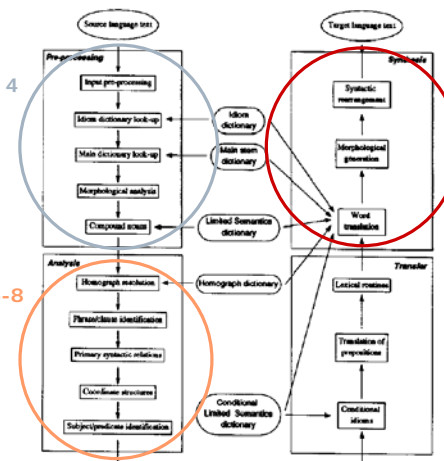 Source language text
Target language text
Pre-processing
Synthesis
4
Input pre-processing
Syntactic
rearrangement
Idiom dictionary look-up
Idiom
dictionary
Main dictionary look-up
Main stem
dictionary
Morphological
generation
Morphological analysis
Compound nouns
Limited Semantics
dictionary
Word
translation
Analysis
Transfer
-8
Homograph resolution
Homograph dictionary
Lexical routines
Phrase/clause identification
Primary syntactic relations
Translation of
prepositions
Coordinate structures
Conditional
Limited Semantics
dictionary
Conditional
idioms
Subject/predicate identification